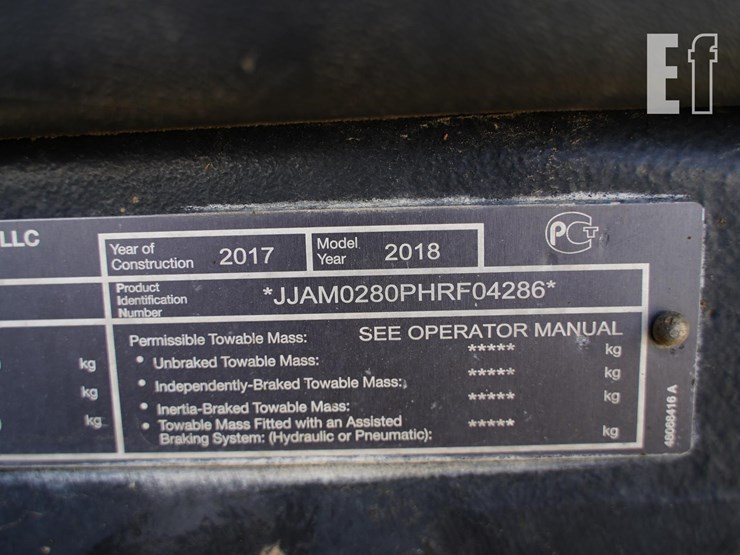 Ef
LLC
Year of Construction 2017 Model Year 2018
Product Identification Number *JJAM0280PHRF04286*
Permissible Towable Mass: SEE OPERATOR MANUAL
• Unbraked Towable Mass: ***** kg
• Independently-Braked Towable Mass: ***** kg
• Inertia-Braked Towable Mass: ***** kg
• Towable Mass Fitted with an Assisted
Braking System: (Hydraulic or Pneumatic): ***** kg
kg
kg
kg
48068416 A
РСТ